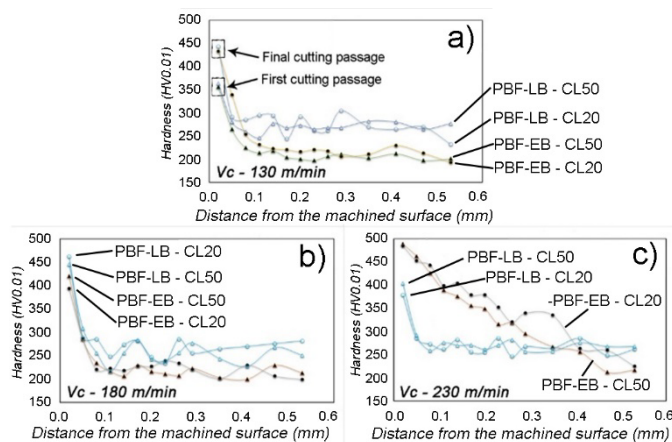 a)
Hardness (HV0.01)
500
450
400
350
300
250
200
150
Final cutting passage
First cutting passage
PBF-LB - CL50
PBF-LB - CL20
PBF-EB - CL50
PBF-EB - CL20
Vc - 130 m/min
0.0 0.1 0.2 0.3 0.4 0.5 0.6
Distance from the machined surface (mm)
b)
Hardness (HV0.01)
500
450
400
350
300
250
200
150
PBF-LB - CL20
PBF-LB - CL50
PBF-EB - CL50
PBF-EB - CL20
Vc - 180 m/min
0.0 0.1 0.2 0.3 0.4 0.5 0.6
Distance from the machined surface (mm)
c)
Hardness (HV0.01)
500
450
400
350
300
250
200
150
PBF-LB - CL50
PBF-LB - CL20
-PBF-EB - CL20
PBF-EB - CL50
Vc - 230 m/min
0.0 0.1 0.2 0.3 0.4 0.5 0.6
Distance from the machined surface (mm)